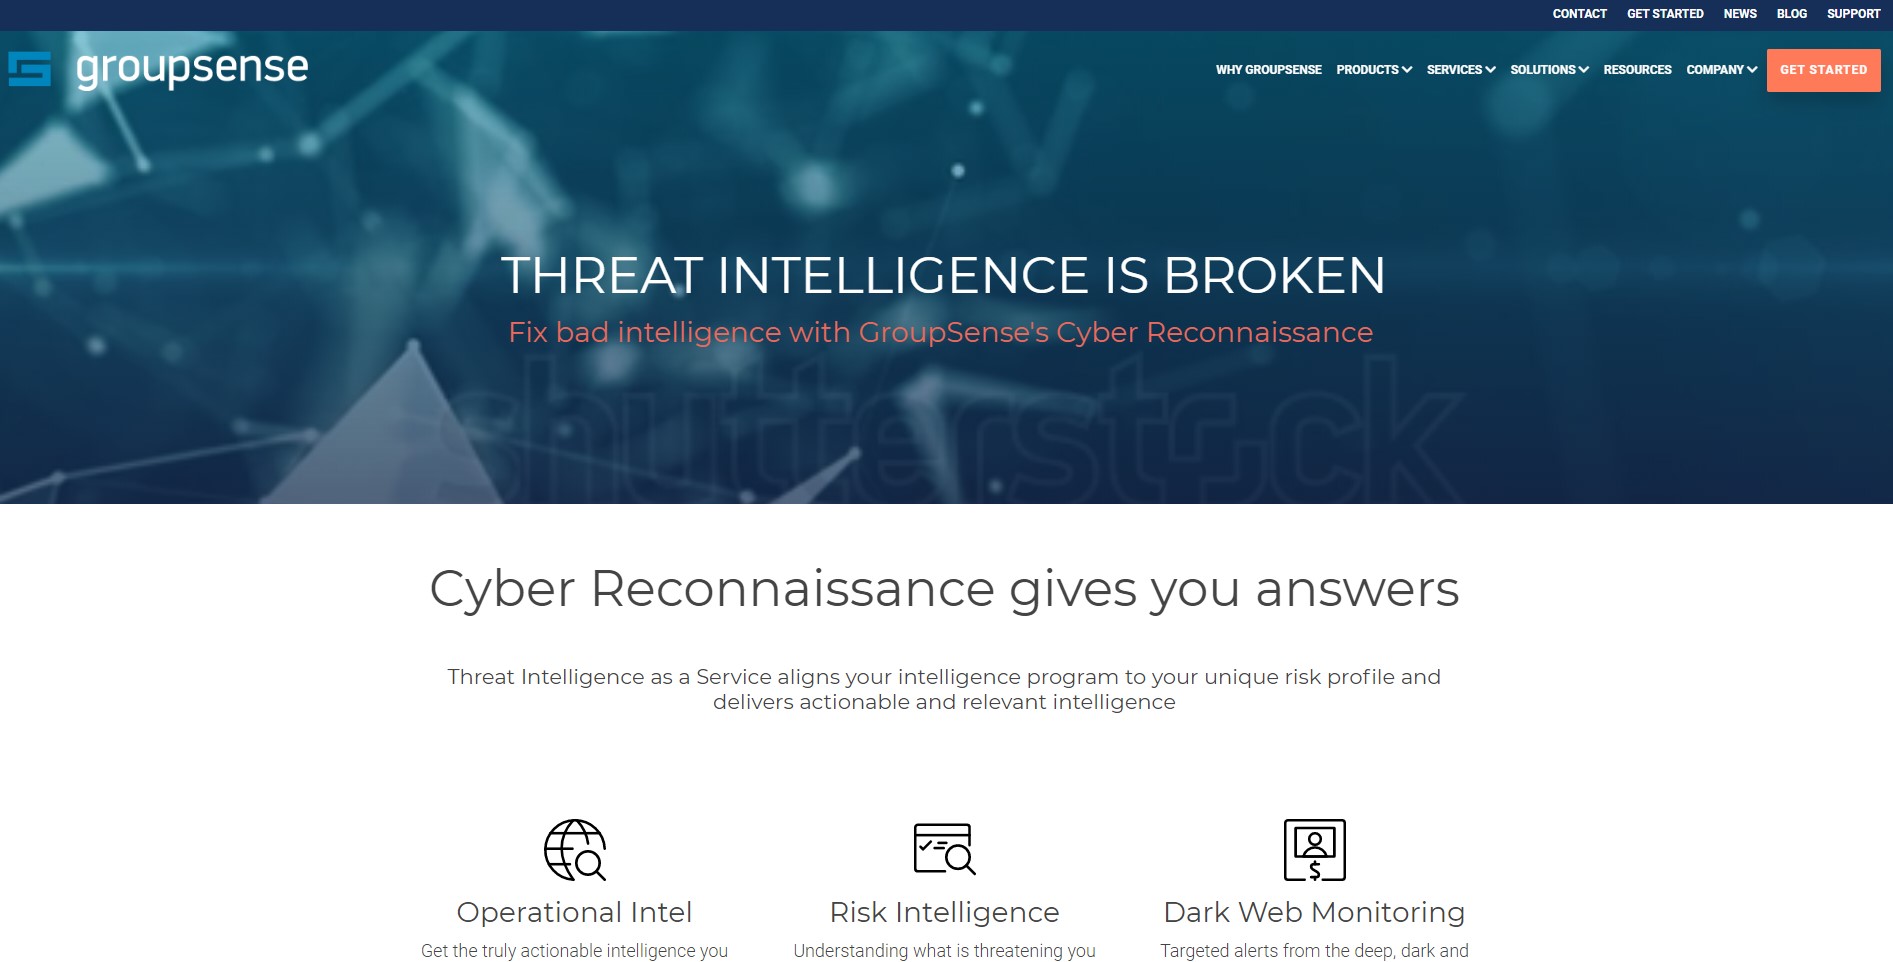 CONTACT GET STARTED NEWS BLOG SUPPORT
groupsense
WHY GROUPSENSE PRODUCTS SERVICES SOLUTIONS RESOURCES COMPANY GET STARTED
THREAT INTELLIGENCE IS BROKEN
Fix bad intelligence with GroupSense's Cyber Reconnaissance
shutterstock
Cyber Reconnaissance gives you answers
Threat Intelligence as a Service aligns your intelligence program to your unique risk profile and
delivers actionable and relevant intelligence
Operational Intel
Get the truly actionable intelligence you
Risk Intelligence
Understanding what is threatening you
Dark Web Monitoring
Targeted alerts from the deep, dark and